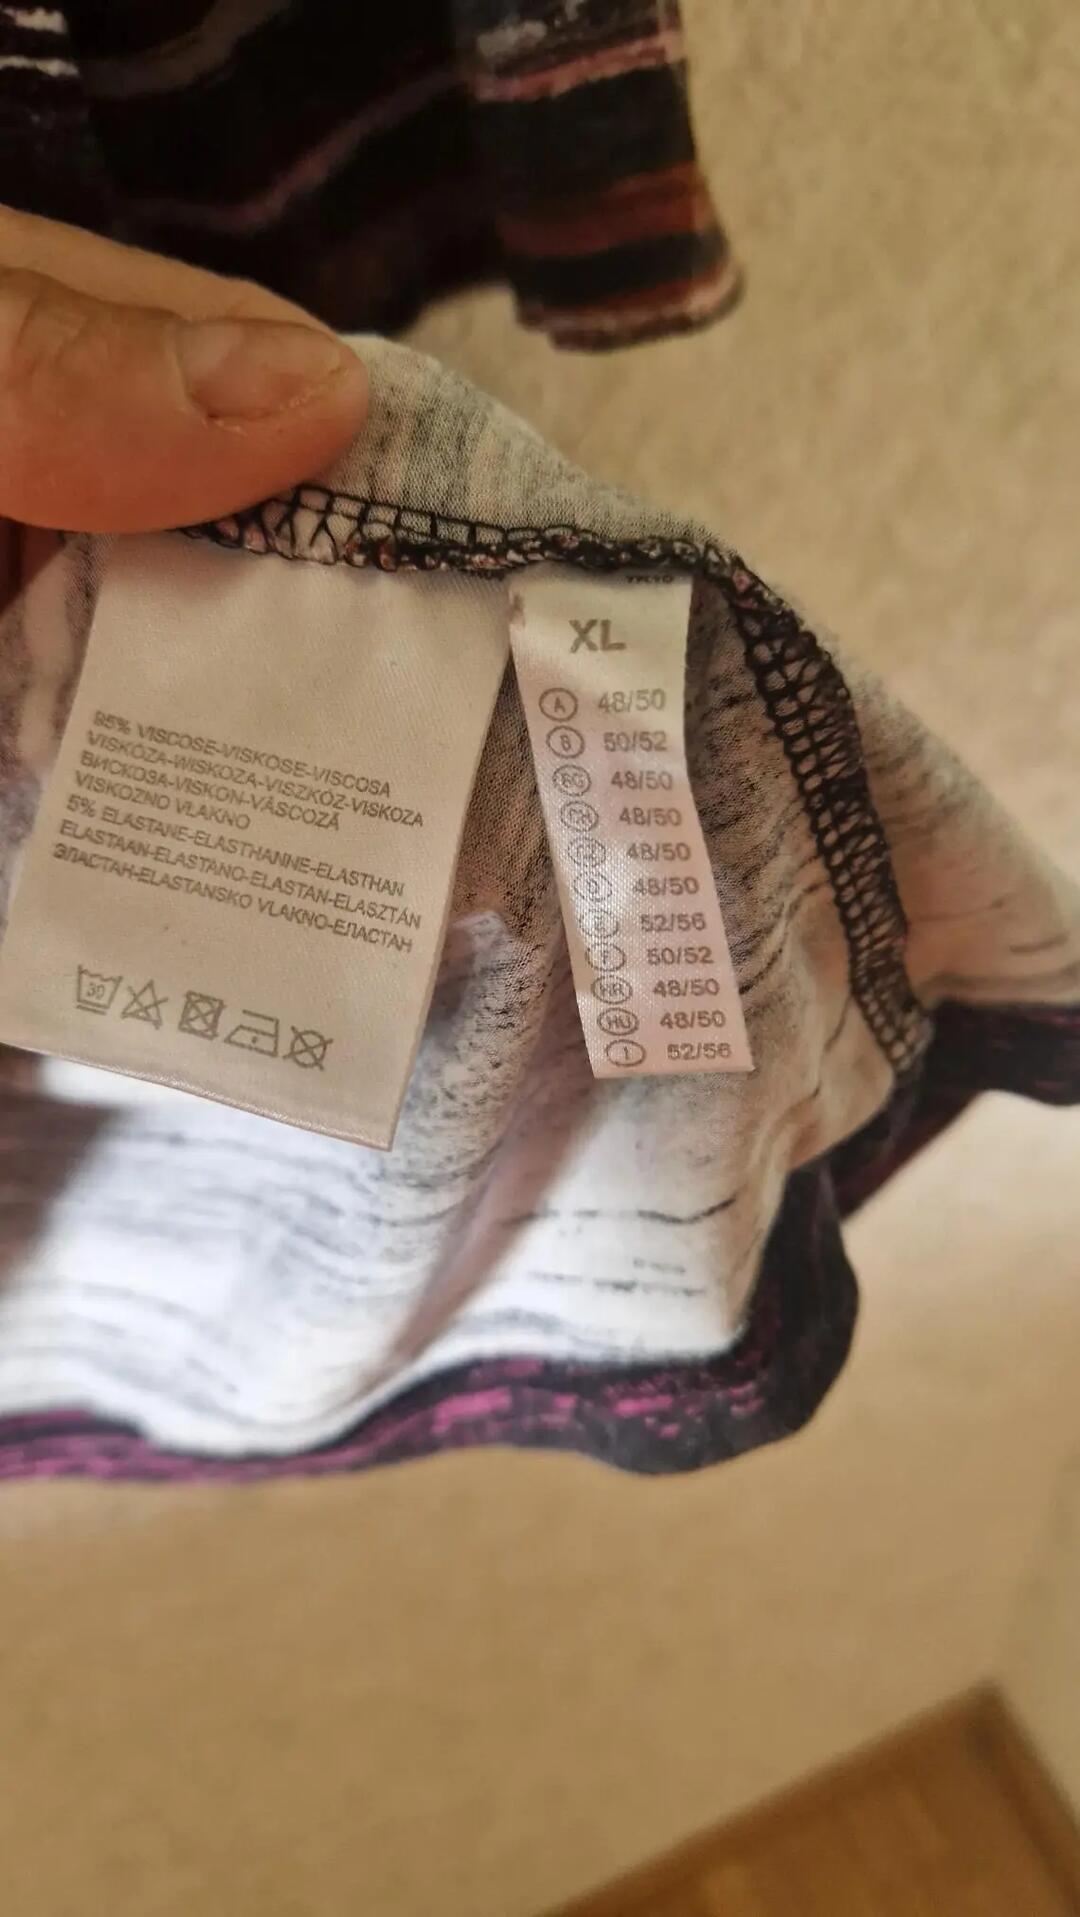 95% VISCOSE-VISKOSE-VISCOSA
VISKÓZA-WISKOZA-VISZKÓZ-VISKOZA
ВИСКОЗА-VISKON-VÂSCOZĂ
VISKOZNO VLAKNO
5% ELASTANE-ELASTHANNE-ELASTHAN
ELASTAAN-ELASTANO-ELASTAN-ELASZTÁN
ЭЛАСТАН-ELASTANSKO VLAKNO-ЕЛАСТАН
30
XL
A 48/50
B 50/52
BG 48/50
CH 48/50
48/50
D 48/50
E 52/56
F 50/52
HR 48/50
HU 48/50
I 52/56